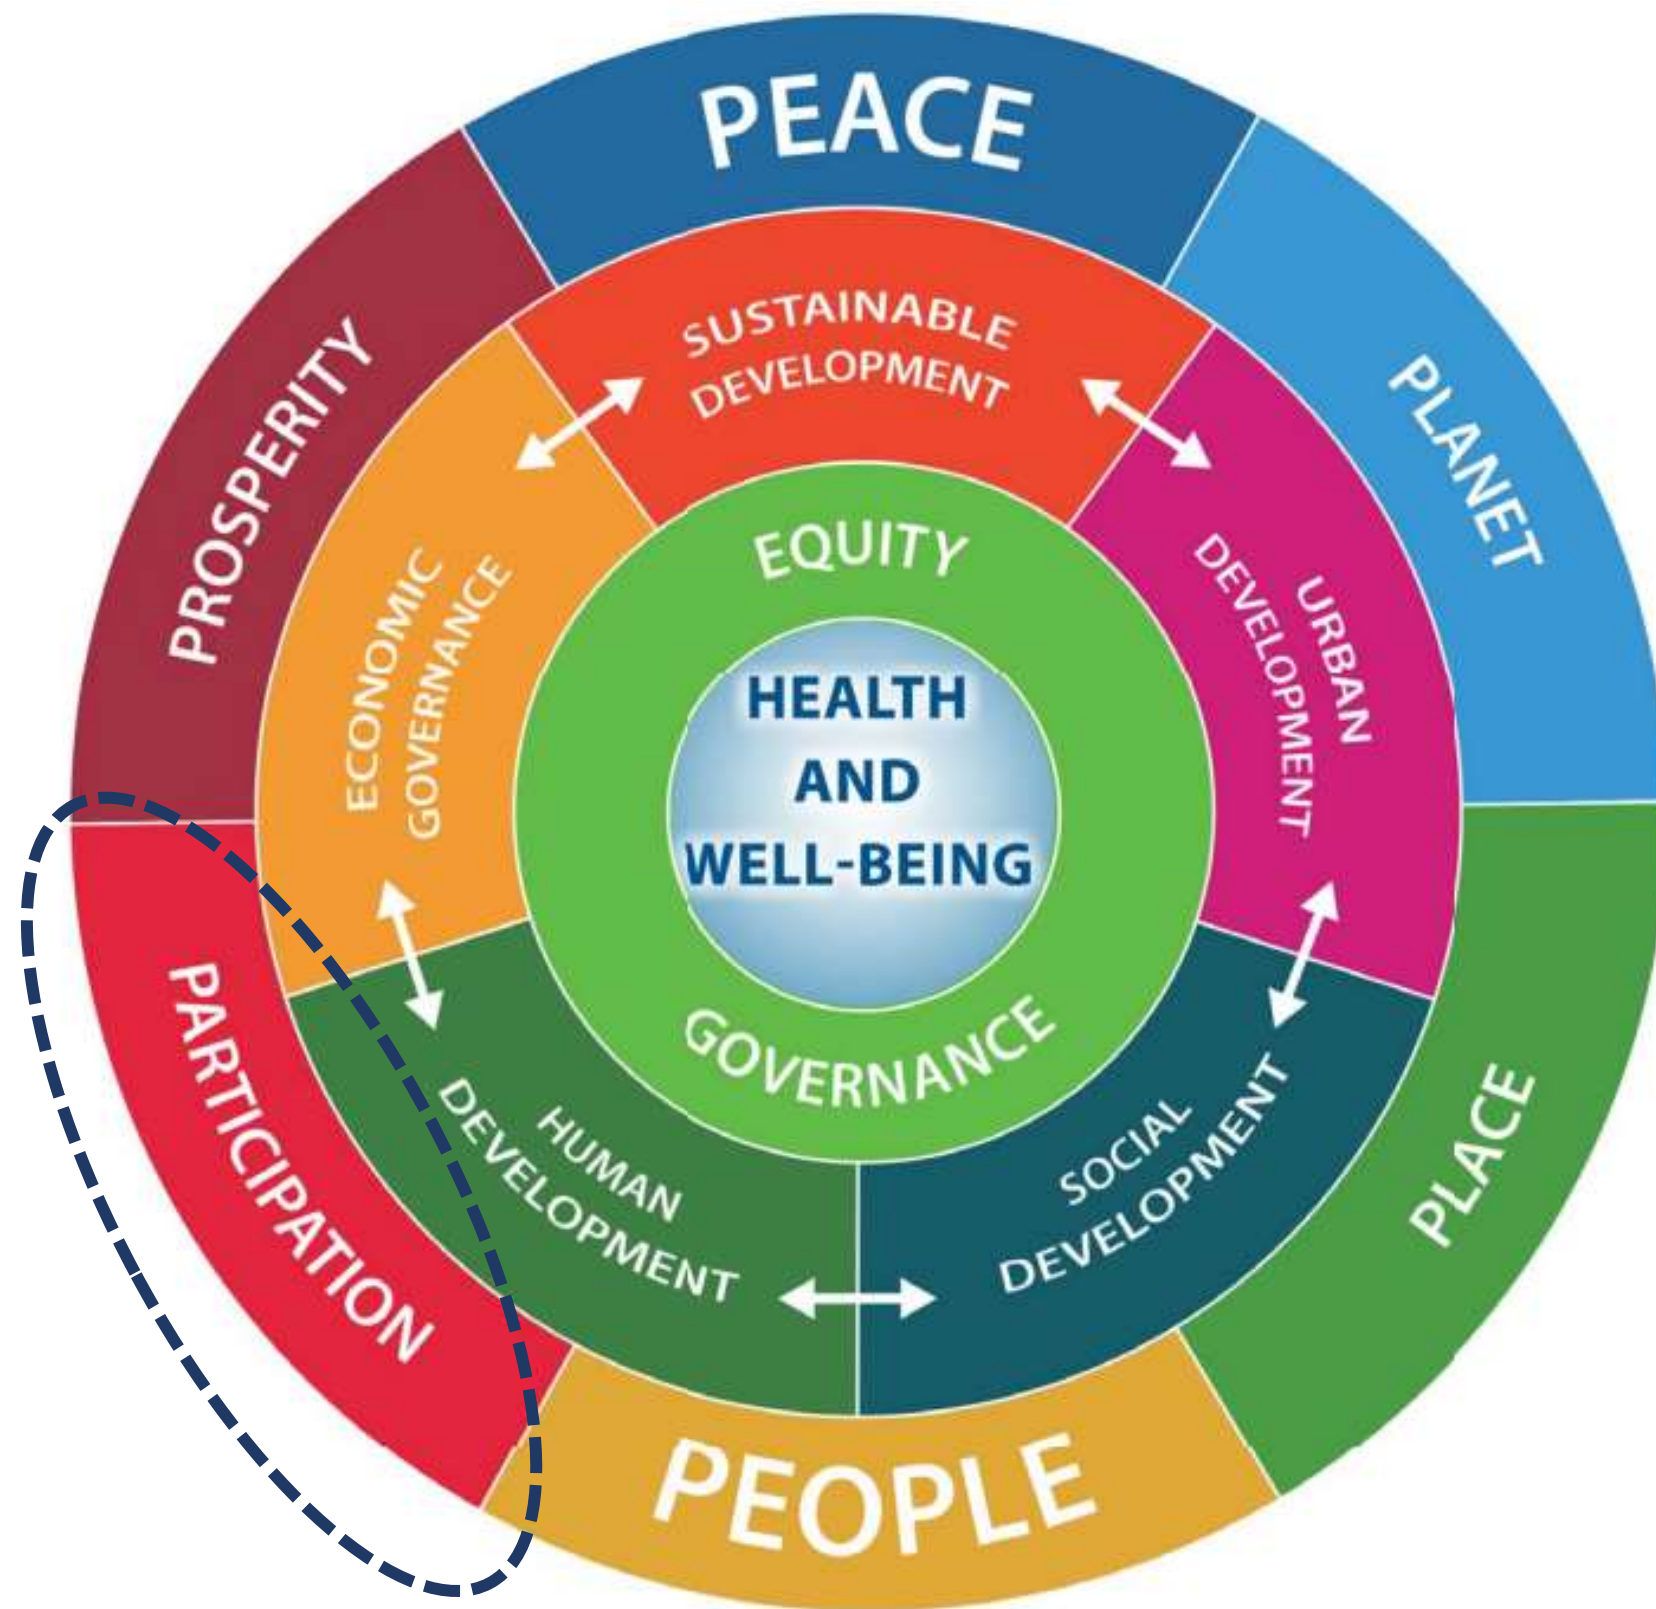 PEACE
PLANET
PLACE
PEOPLE
PARTICIPATION
PROSPERITY
SUSTAINABLE
DEVELOPMENT
URBAN
DEVELOPMENT
SOCIAL
DEVELOPMENT
HUMAN
DEVELOPMENT
ECONOMIC
GOVERNANCE
EQUITY
GOVERNANCE
HEALTH
AND
WELL-BEING